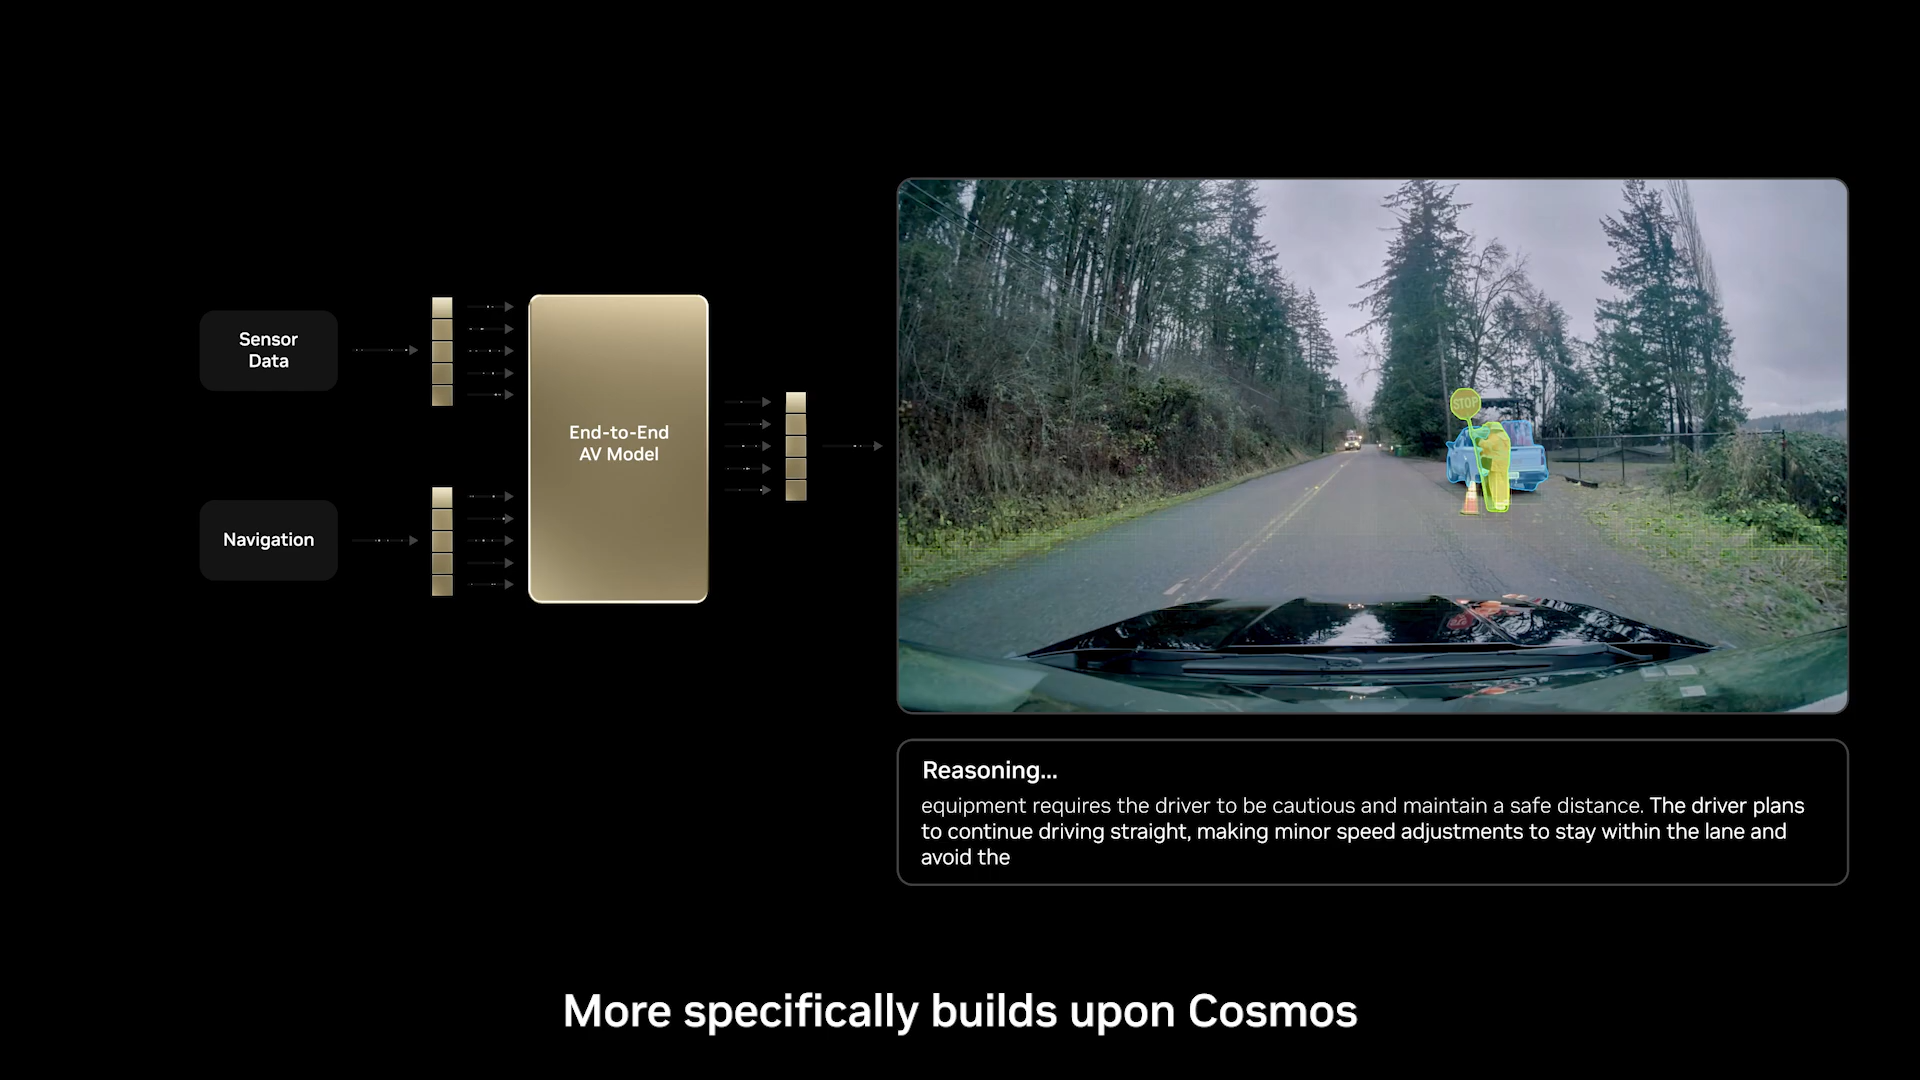 Sensor
Data
Navigation
End-to-End
AV Model
STOP
Reasoning...
equipment requires the driver to be cautious and maintain a safe distance. The driver plans
to continue driving straight, making minor speed adjustments to stay within the lane and
avoid the
More specifically builds upon Cosmos